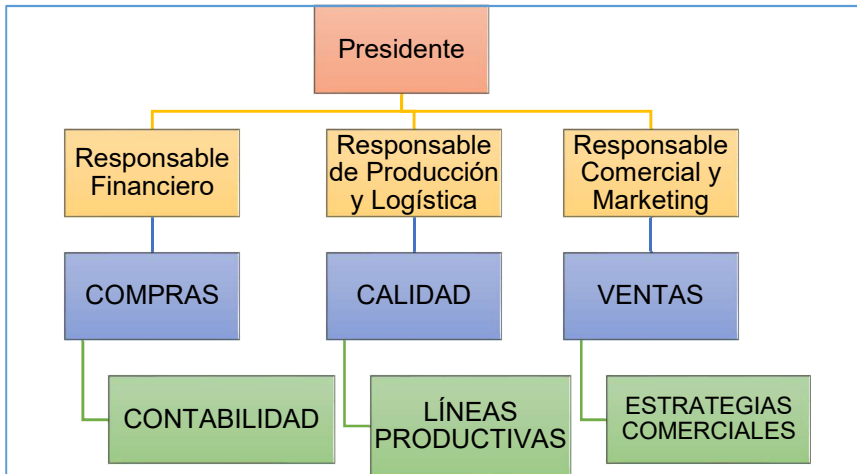 Presidente
Responsable
Financiero
Responsable
de Producción
y Logística
Responsable
Comercial y
Marketing
COMPRAS
CALIDAD
VENTAS
CONTABILIDAD
LÍNEAS
PRODUCTIVAS
ESTRATEGIAS
COMERCIALES